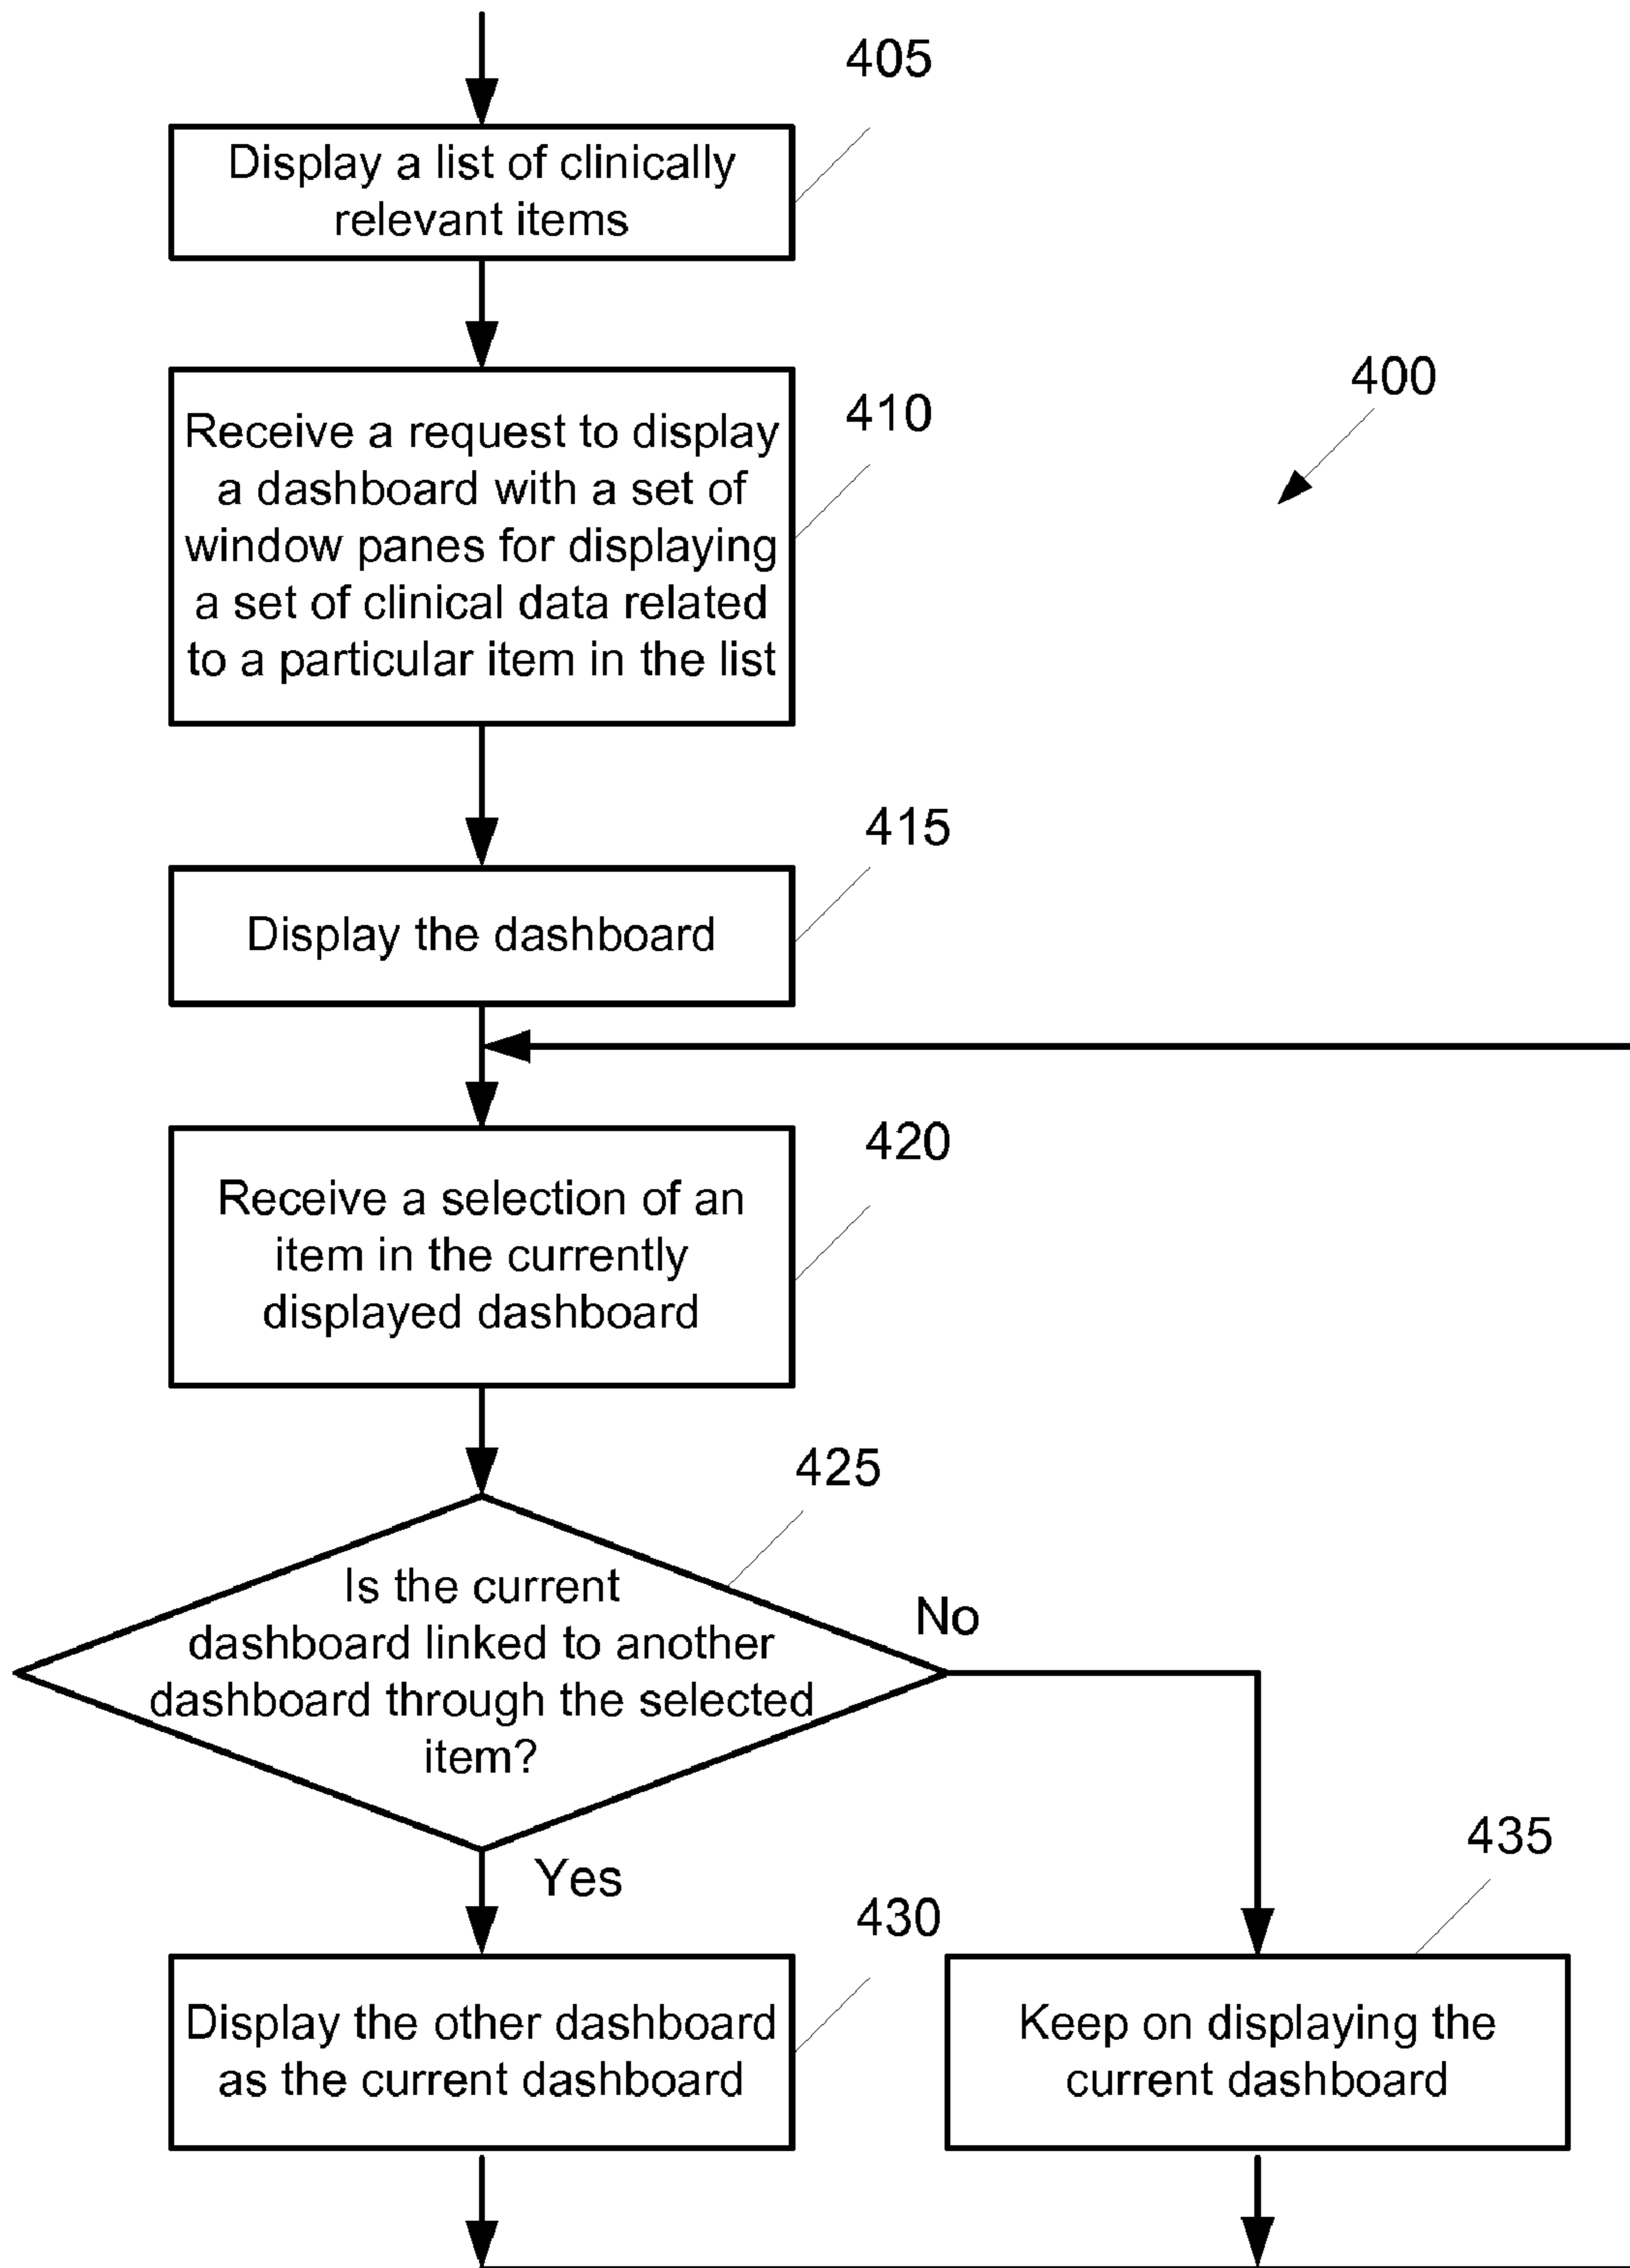 405
Display a list of clinically
relevant items
400
410
Receive a request to display
a dashboard with a set of
window panes for displaying
a set of clinical data related
to a particular item in the list
415
Display the dashboard
420
Receive a selection of an
item in the currently
displayed dashboard
425
Is the current
dashboard linked to another
dashboard through the selected
item?
No
Yes
430
Display the other dashboard
as the current dashboard
435
Keep on displaying the
current dashboard